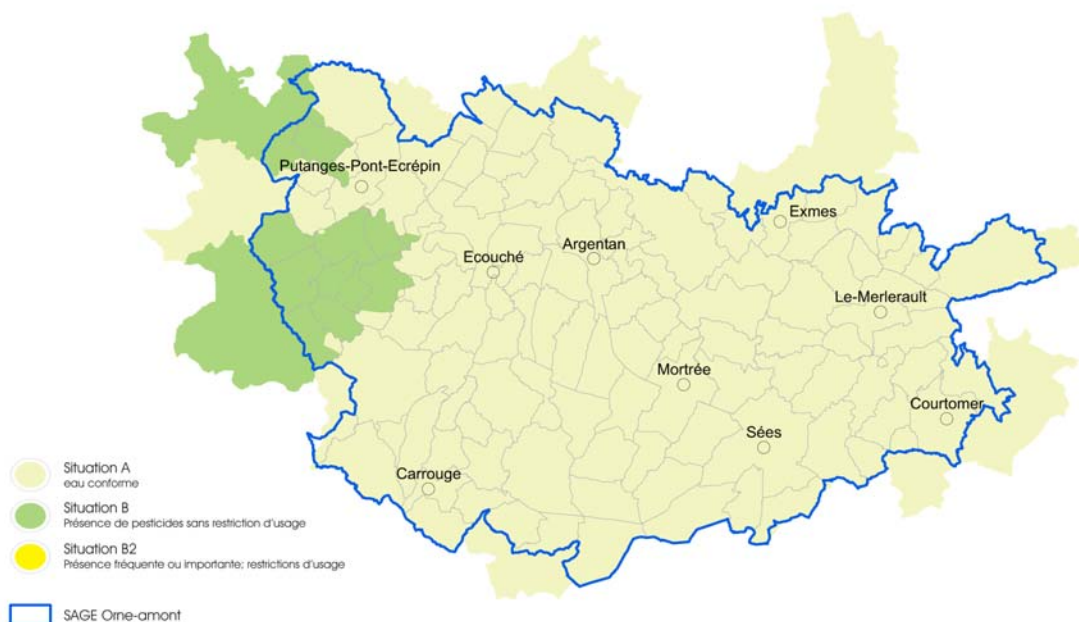 Putanges-Pont-Ecrépin
Exmes
Argentan
Ecouché
Le-Merlerault
Mortrée
Courtomer
Sées
Carrouge
Situation A
eau conforme
Situation B
Présence de pesticides sans restriction d'usage
Situation B2
Présence fréquente ou importante; restrictions d'usage
SAGE Orne-amont